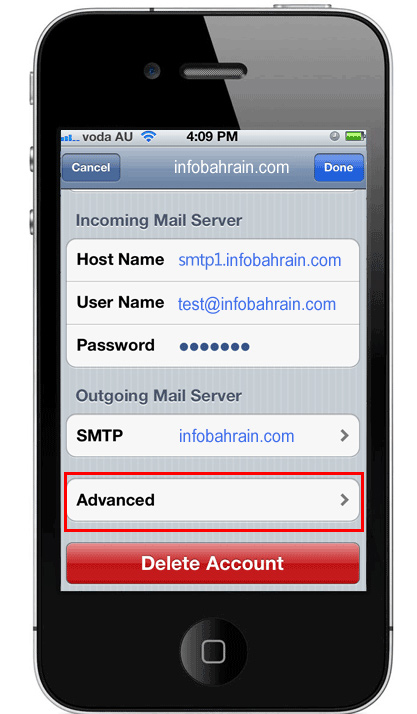 voda AU 4:09 PM
Cancel infobahrain.com Done
Incoming Mail Server
Host Name smtp1.infobahrain.com
User Name test@infobahrain.com
Password ●●●●●●●
Outgoing Mail Server
SMTP infobahrain.com
Advanced
Delete Account